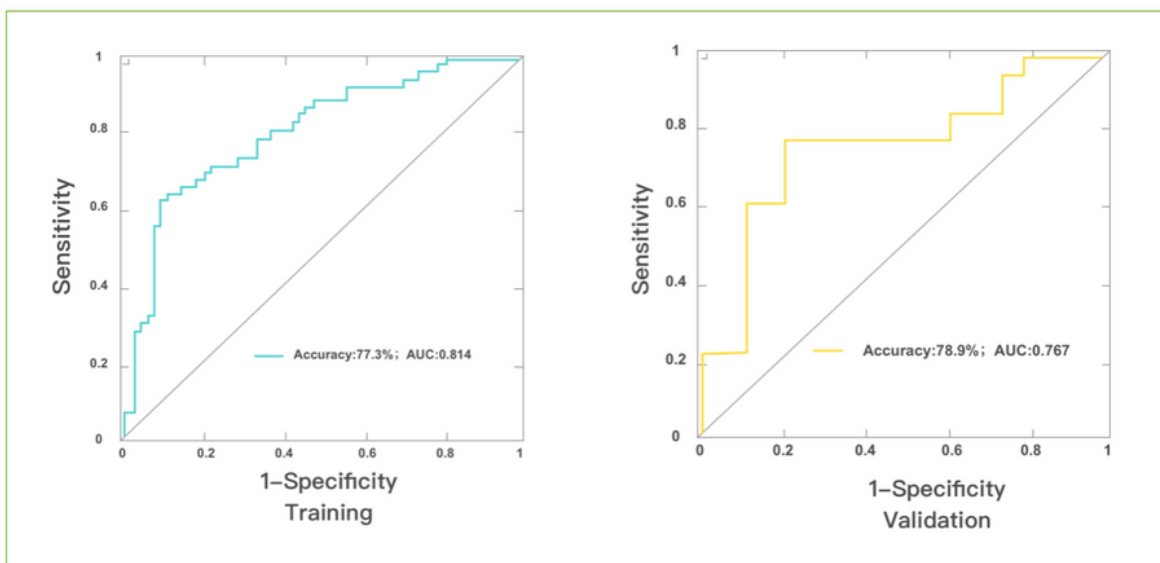 1
0.8
0.6
0.4
0.2
0
Sensitivity
Accuracy:77.3%; AUC:0.814
0 0.2 0.4 0.6 0.8 1
1–Specificity
Training
1
0.8
0.6
0.4
0.2
0
Sensitivity
Accuracy:78.9%; AUC:0.767
0 0.2 0.4 0.6 0.8 1
1–Specificity
Validation